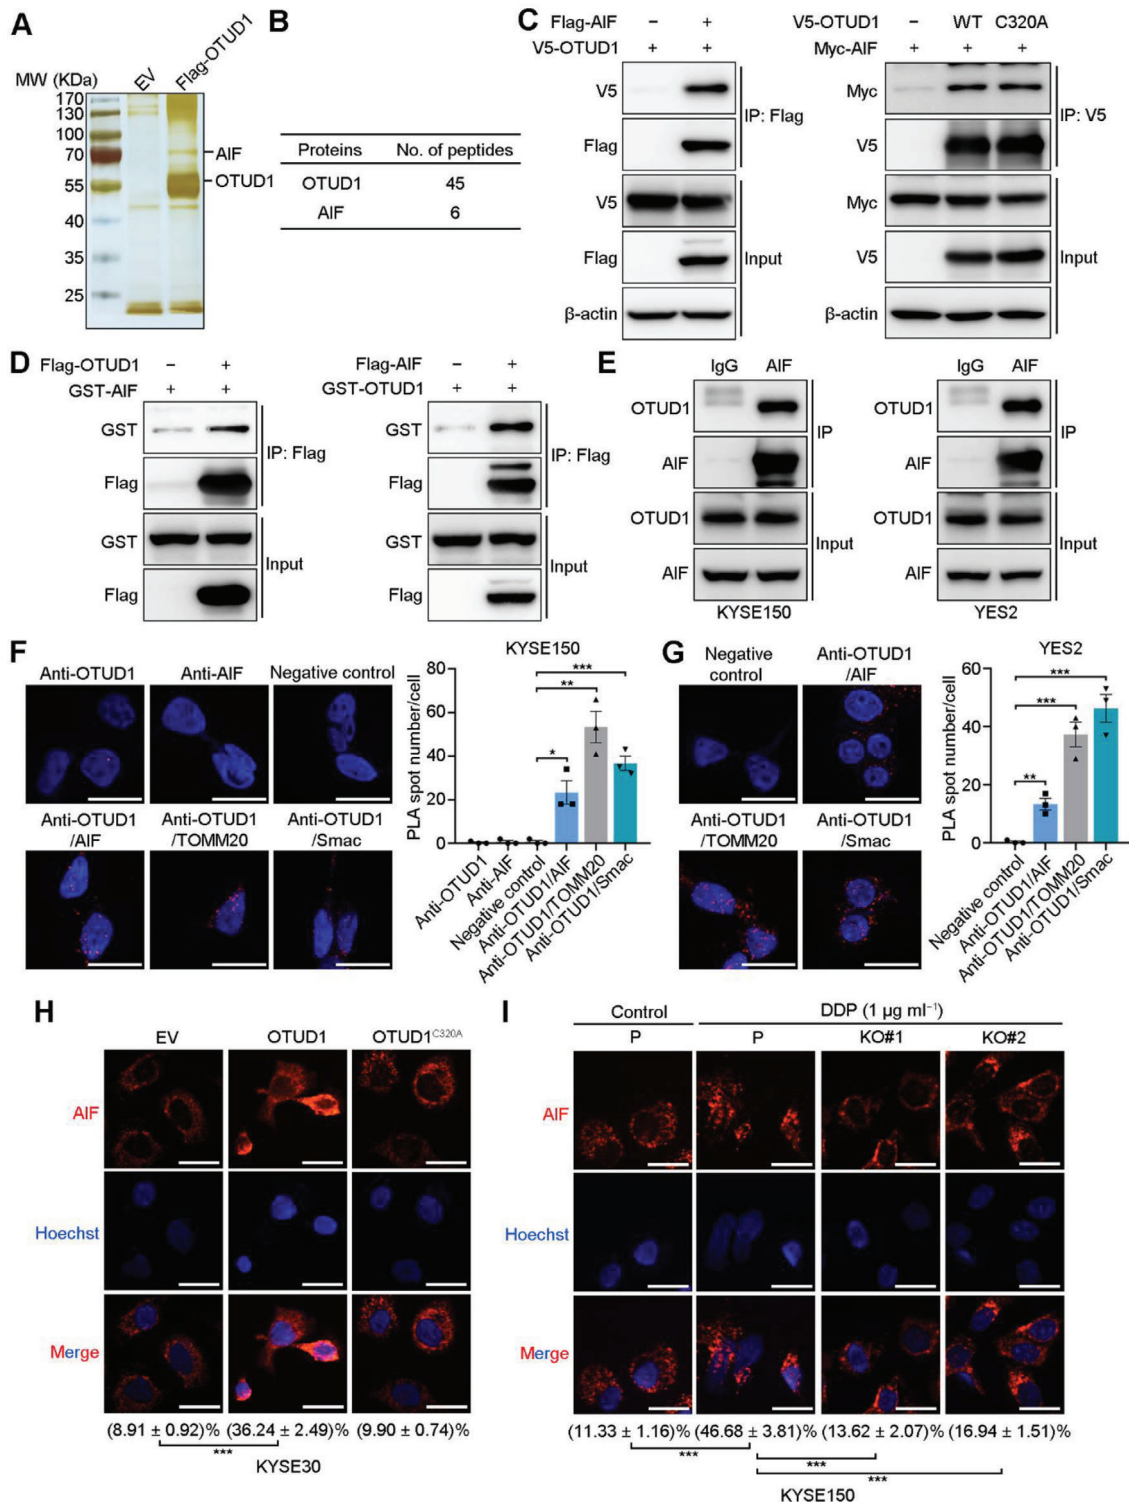 A
MW (KDa)
EV
Flag-OTUD1
170
130
100
70
55
40
35
25
AIF
OTUD1
B
Proteins No. of peptides
OTUD1 45
AIF 6
C
Flag-AIF – +
V5-OTUD1 + +
V5
Flag
V5
Flag
β-actin
IP: Flag
Input
V5-OTUD1 – WT C320A
Myc-AIF + + +
Myc
V5
Myc
V5
β-actin
IP: V5
Input
D
Flag-OTUD1 – +
GST-AIF + +
GST
Flag
GST
Flag
IP: Flag
Input
Flag-AIF – +
GST-OTUD1 + +
GST
Flag
GST
Flag
IP: Flag
Input
E
IgG AIF
OTUD1
AIF
OTUD1
AIF
IP
Input
KYSE150
IgG AIF
OTUD1
AIF
OTUD1
AIF
IP
Input
YES2
F
Anti-OTUD1 Anti-AIF Negative control
Anti-OTUD1
/AIF
Anti-OTUD1
/TOMM20
Anti-OTUD1
/Smac
KYSE150
PLA spot number/cell
80
60
40
20
0
***
**
*
Anti-OTUD1
Anti-AIF
Negative control
Anti-OTUD1/AIF
Anti-OTUD1/TOMM20
Anti-OTUD1/Smac
G
Negative
control
Anti-OTUD1
/AIF
Anti-OTUD1
/TOMM20
Anti-OTUD1
/Smac
YES2
PLA spot number/cell
60
40
20
0
***
***
**
Negative control
Anti-OTUD1/AIF
Anti-OTUD1/TOMM20
Anti-OTUD1/Smac
H
EV OTUD1 OTUD1C320A
AIF
Hoechst
Merge
(8.91 ± 0.92)% (36.24 ± 2.49)% (9.90 ± 0.74)%
***
KYSE30
I
Control DDP (1 µg ml⁻¹)
P P KO#1 KO#2
AIF
Hoechst
Merge
(11.33 ± 1.16)% (46.68 ± 3.81)% (13.62 ± 2.07)% (16.94 ± 1.51)%
***
***
***
KYSE150